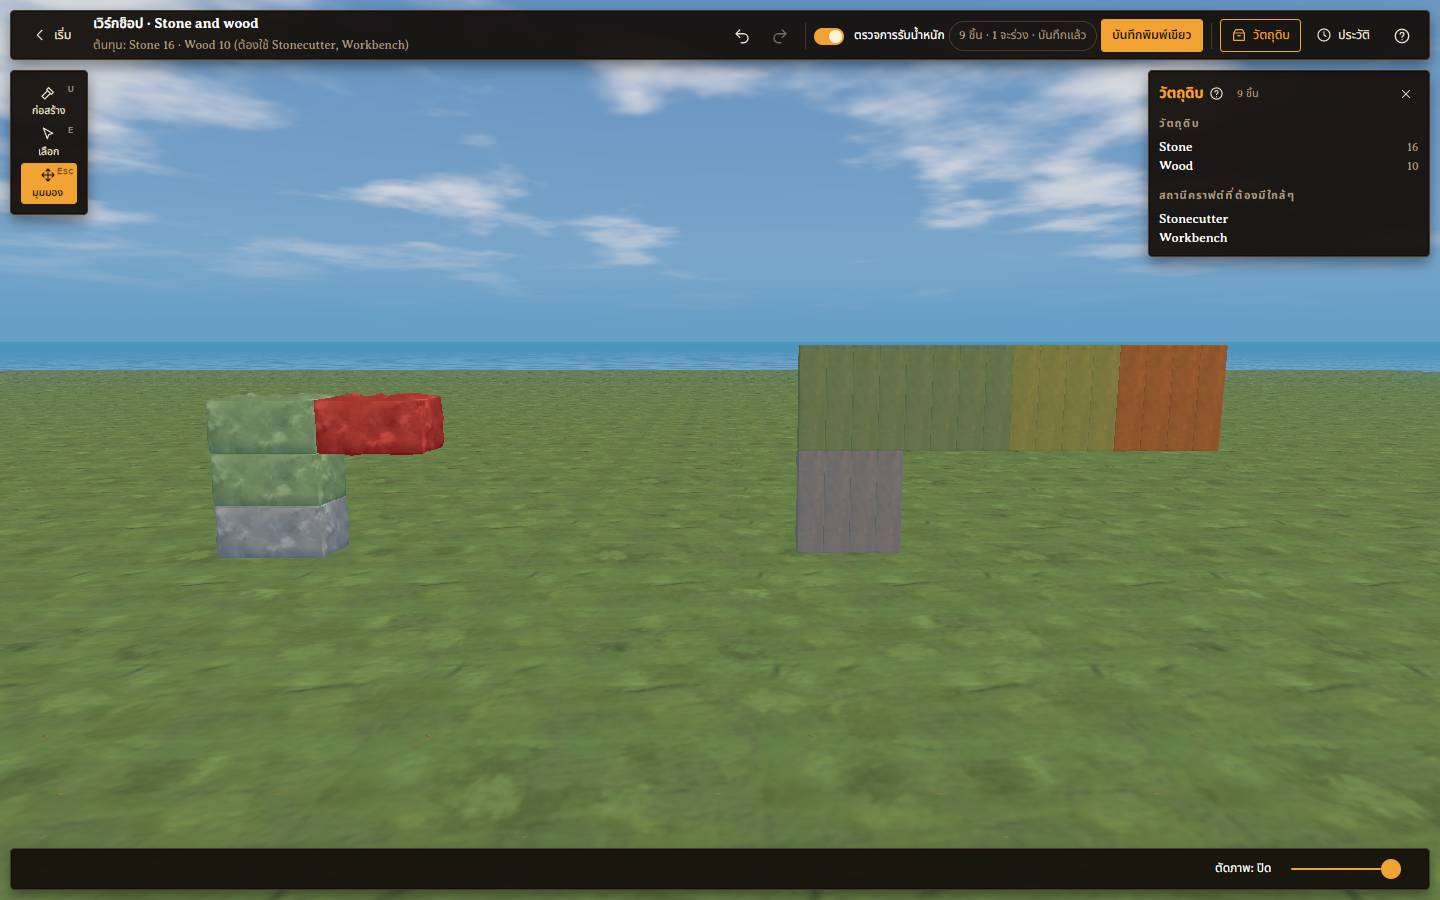 เริ่ม
เวิร์กช็อป · Stone and wood
ต้นทุน: Stone 16 · Wood 10 (ต้องใช้ Stonecutter, Workbench)
ตรวจการรับน้ำหนัก
9 ชิ้น · 1 จะร่วง · บันทึกแล้ว
บันทึกพิมพ์เขียว
วัตถุดิบ
ประวัติ
ก่อสร้าง U
เลือก E
มุมมอง Esc
วัตถุดิบ 9 ชิ้น
วัตถุดิบ
Stone 16
Wood 10
สถานีคราฟต์ที่ต้องมีใกล้ๆ
Stonecutter
Workbench
ตัดภาพ: ปิด